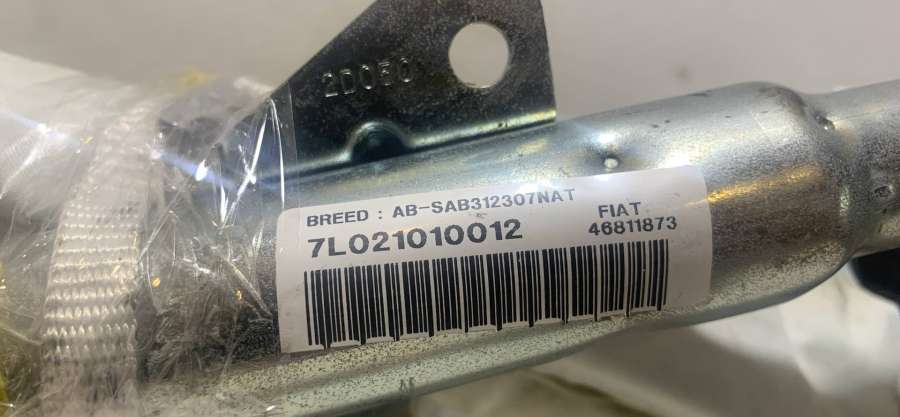 2D050
BREED : AB-SAB312307NAT
7L021010012
FIAT
46811873